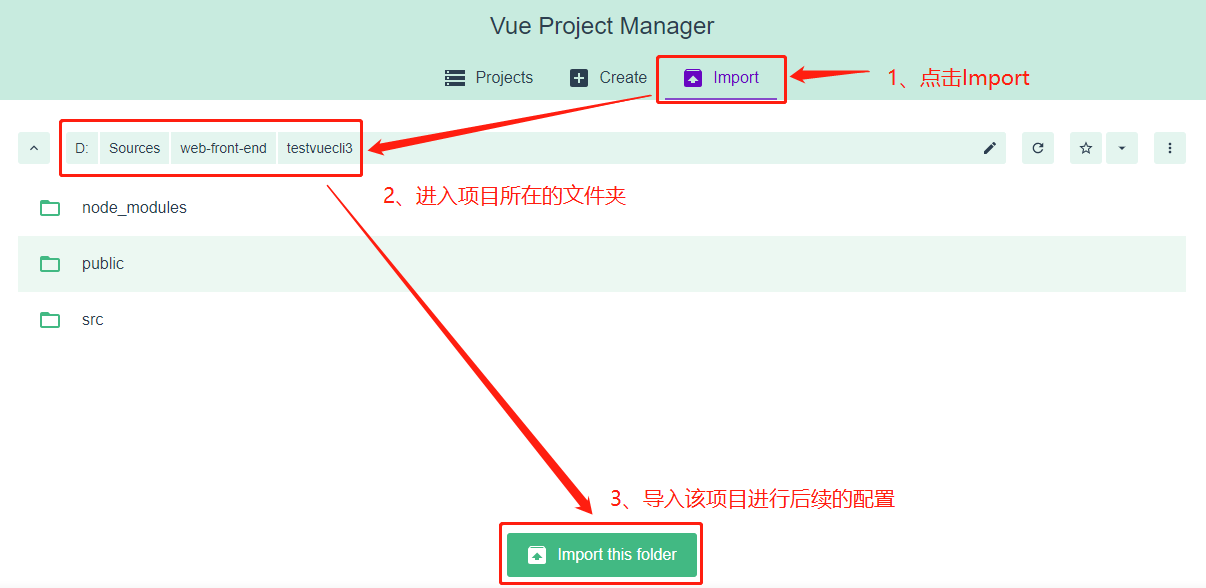 Vue Project Manager
Projects
Create
Import
1、点击Import
D:
Sources
web-front-end
testvuecli3
2、进入项目所在的文件夹
node_modules
public
src
3、导入该项目进行后续的配置
Import this folder